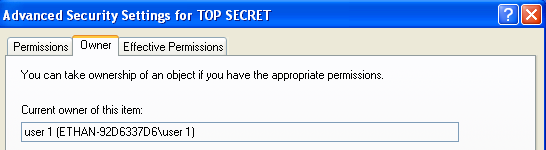 Advanced Security Settings for TOP SECRET
Permissions Owner Effective Permissions
You can take ownership of an object if you have the appropriate permissions.
Current owner of this item:
user 1 (ETHAN-92D6337D6\user 1)